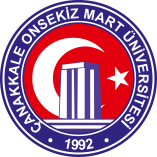 ÇANAKKALE ONSEKİZ MART ÜNİVERSİTESİ
• 1992 •